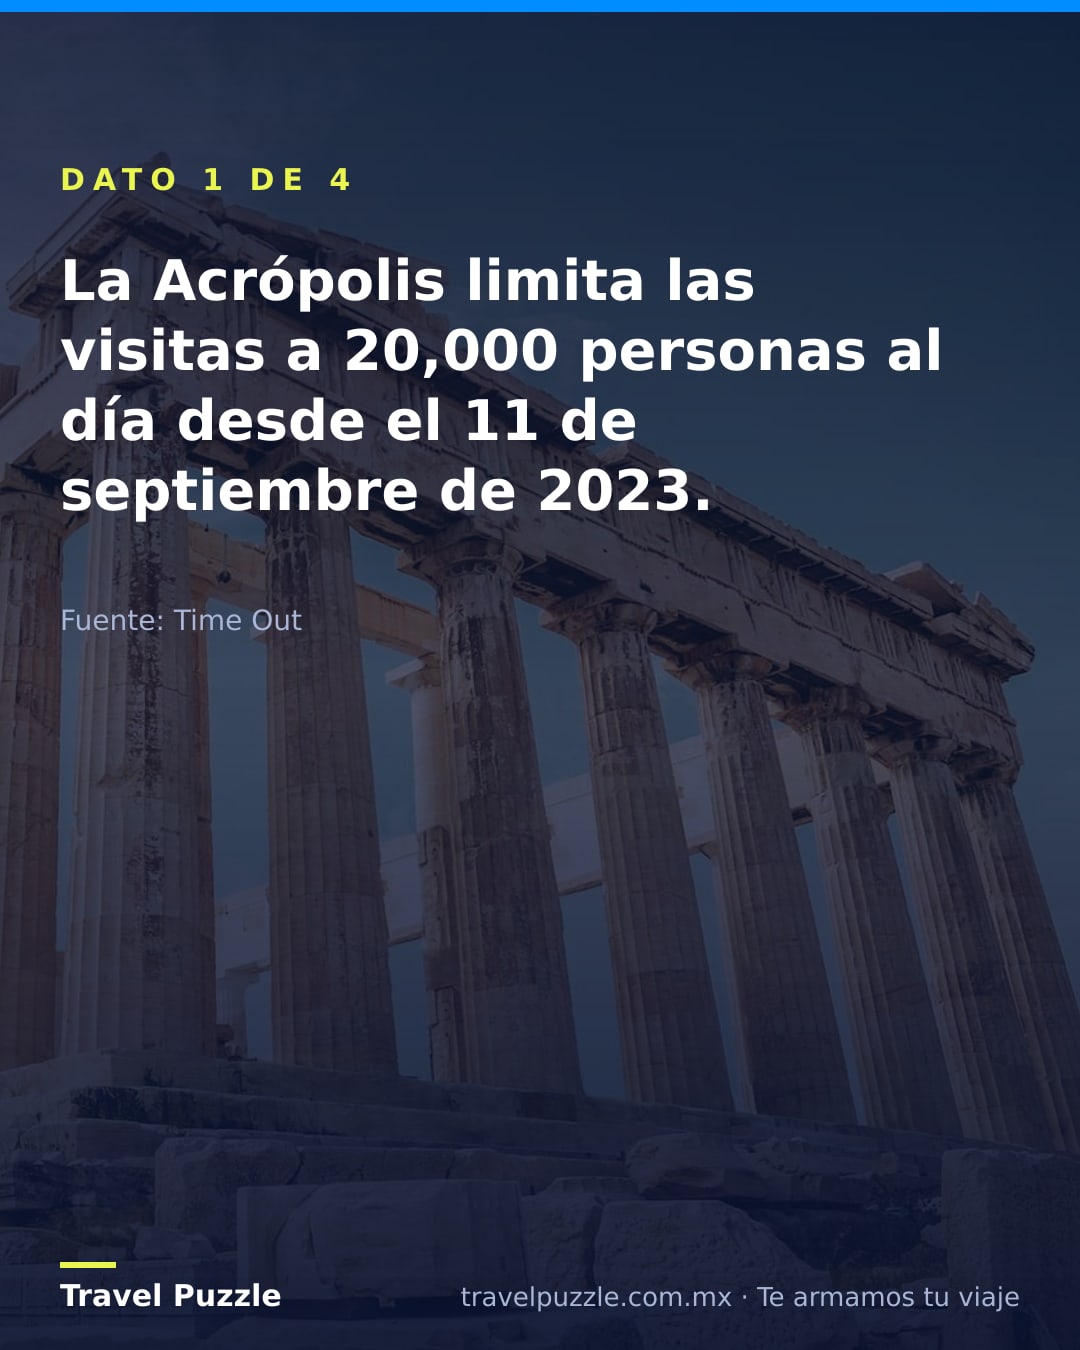 DATO 1 DE 4
La Acrópolis limita las
visitas a 20,000 personas al
día desde el 11 de
septiembre de 2023.
Fuente: Time Out
Travel Puzzle
travelpuzzle.com.mx · Te armamos tu viaje